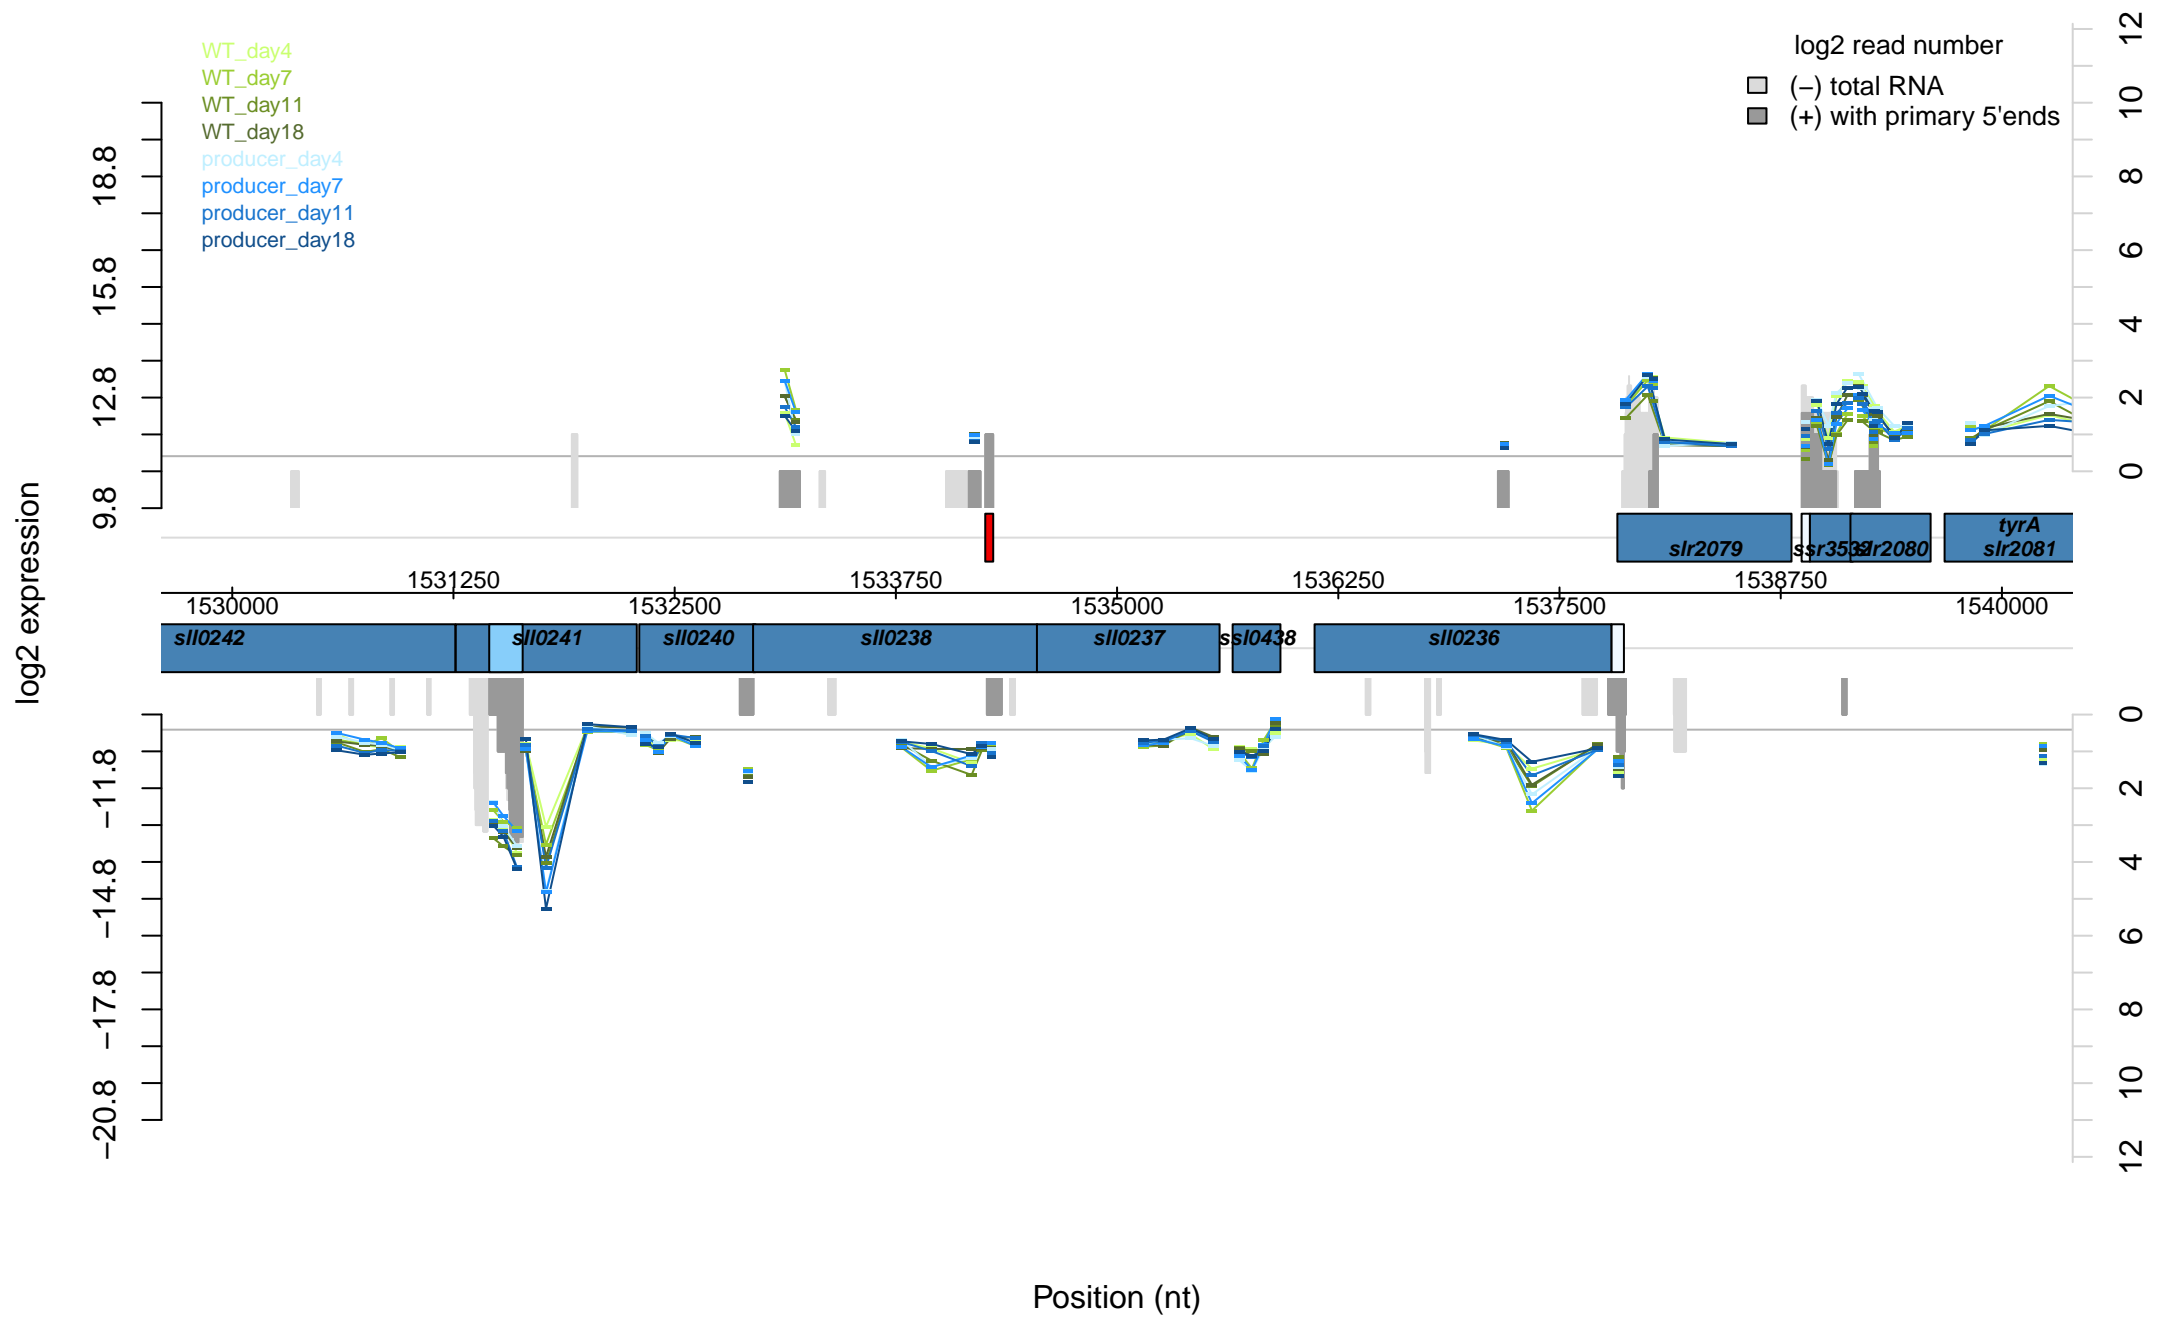 WT_day4
WT_day7
WT_day11
WT_day18
producer_day4
producer_day7
producer_day11
producer_day18
log2 read number
(−) total RNA
(+) with primary 5'ends
log2 expression
18.8
15.8
12.8
9.8
12
10
8
6
4
2
0
tyrA
slr2079
ssr3532
slr2080
slr2081
1531250
1533750
1536250
1538750
1530000
1532500
1535000
1537500
1540000
sll0242
sll0241
sll0240
sll0238
sll0237
ssl0438
sll0236
−11.8
−14.8
−17.8
−20.8
0
2
4
6
8
10
12
Position (nt)